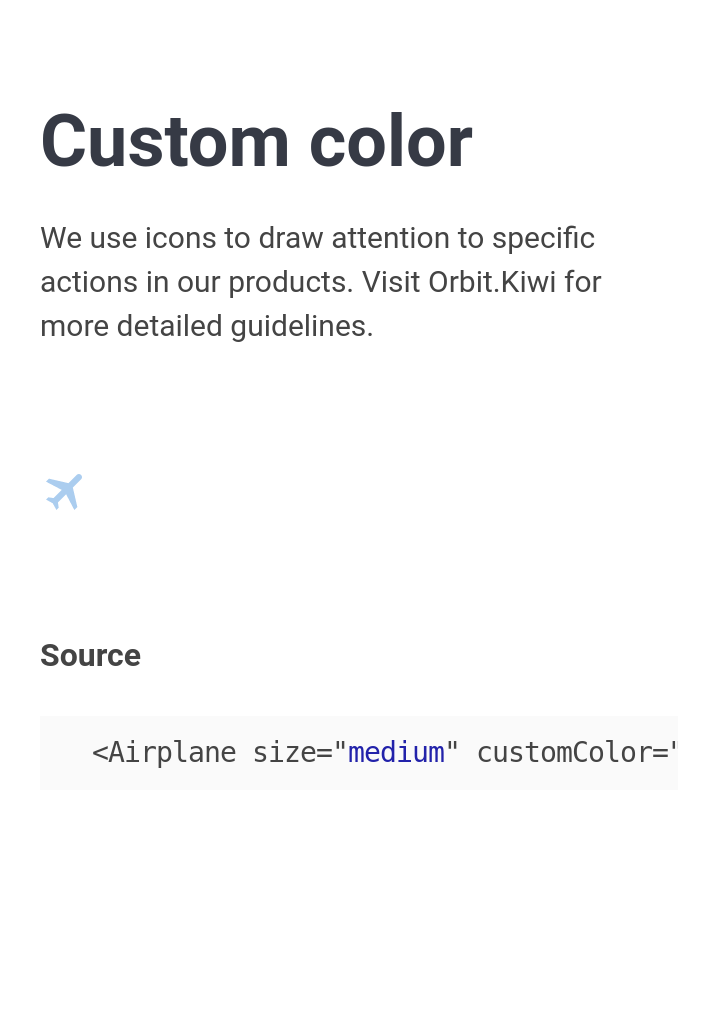 Custom color
We use icons to draw attention to specific
actions in our products. Visit Orbit.Kiwi for
more detailed guidelines.
Source
<Airplane size="medium" customColor="